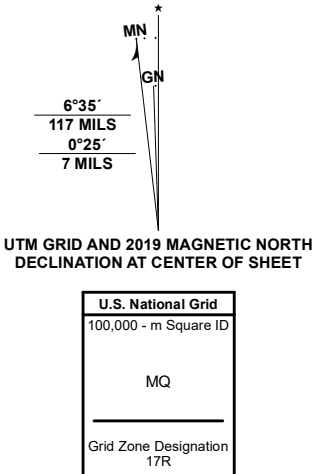 ★
MN
GN
6°35´
117 MILS
0°25´
7 MILS
UTM GRID AND 2019 MAGNETIC NORTH
DECLINATION AT CENTER OF SHEET
U.S. National Grid
100,000 - m Square ID
MQ
Grid Zone Designation
17R